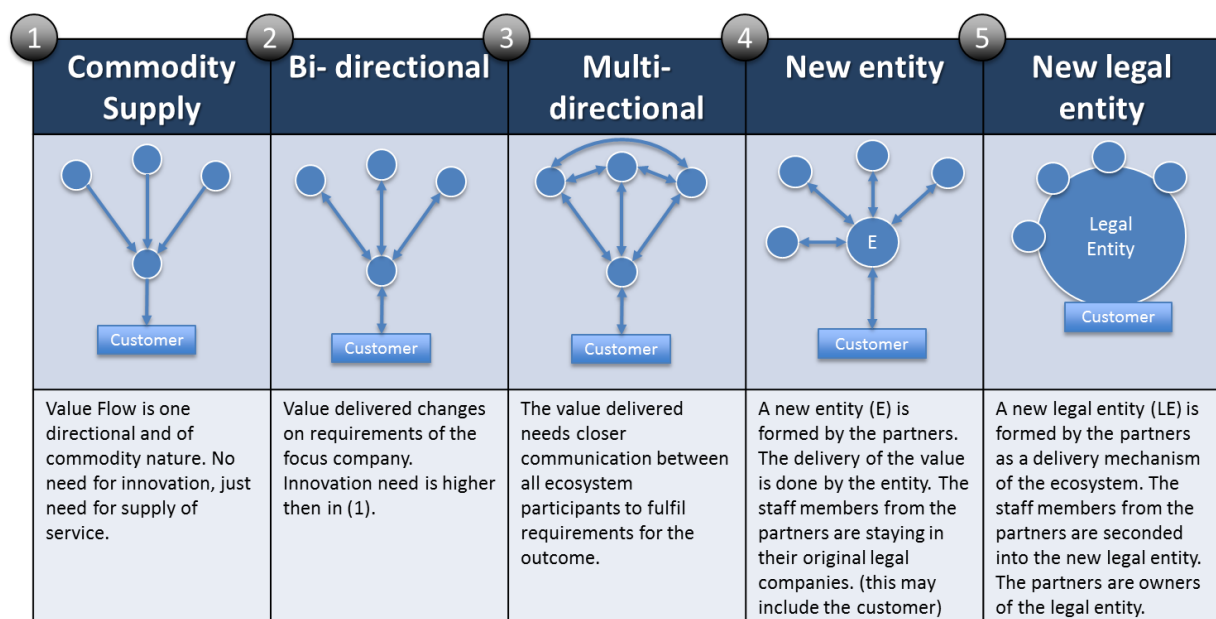 1
Commodity
Supply
2
Bi- directional
3
Multi-
directional
4
New entity
5
New legal
entity
Customer
Customer
Customer
E
Customer
Legal
Entity
Customer
Value Flow is one
directional and of
commodity nature. No
need for innovation, just
need for supply of
service.
Value delivered changes
on requirements of the
focus company.
Innovation need is higher
then in (1).
The value delivered
needs closer
communication between
all ecosystem
participants to fulfil
requirements for the
outcome.
A new entity (E) is
formed by the partners.
The delivery of the value
is done by the entity. The
staff members from the
partners are staying in
their original legal
companies. (this may
include the customer)
A new legal entity (LE) is
formed by the partners
as a delivery mechanism
of the ecosystem. The
staff members from the
partners are seconded
into the new legal entity.
The partners are owners
of the legal entity.